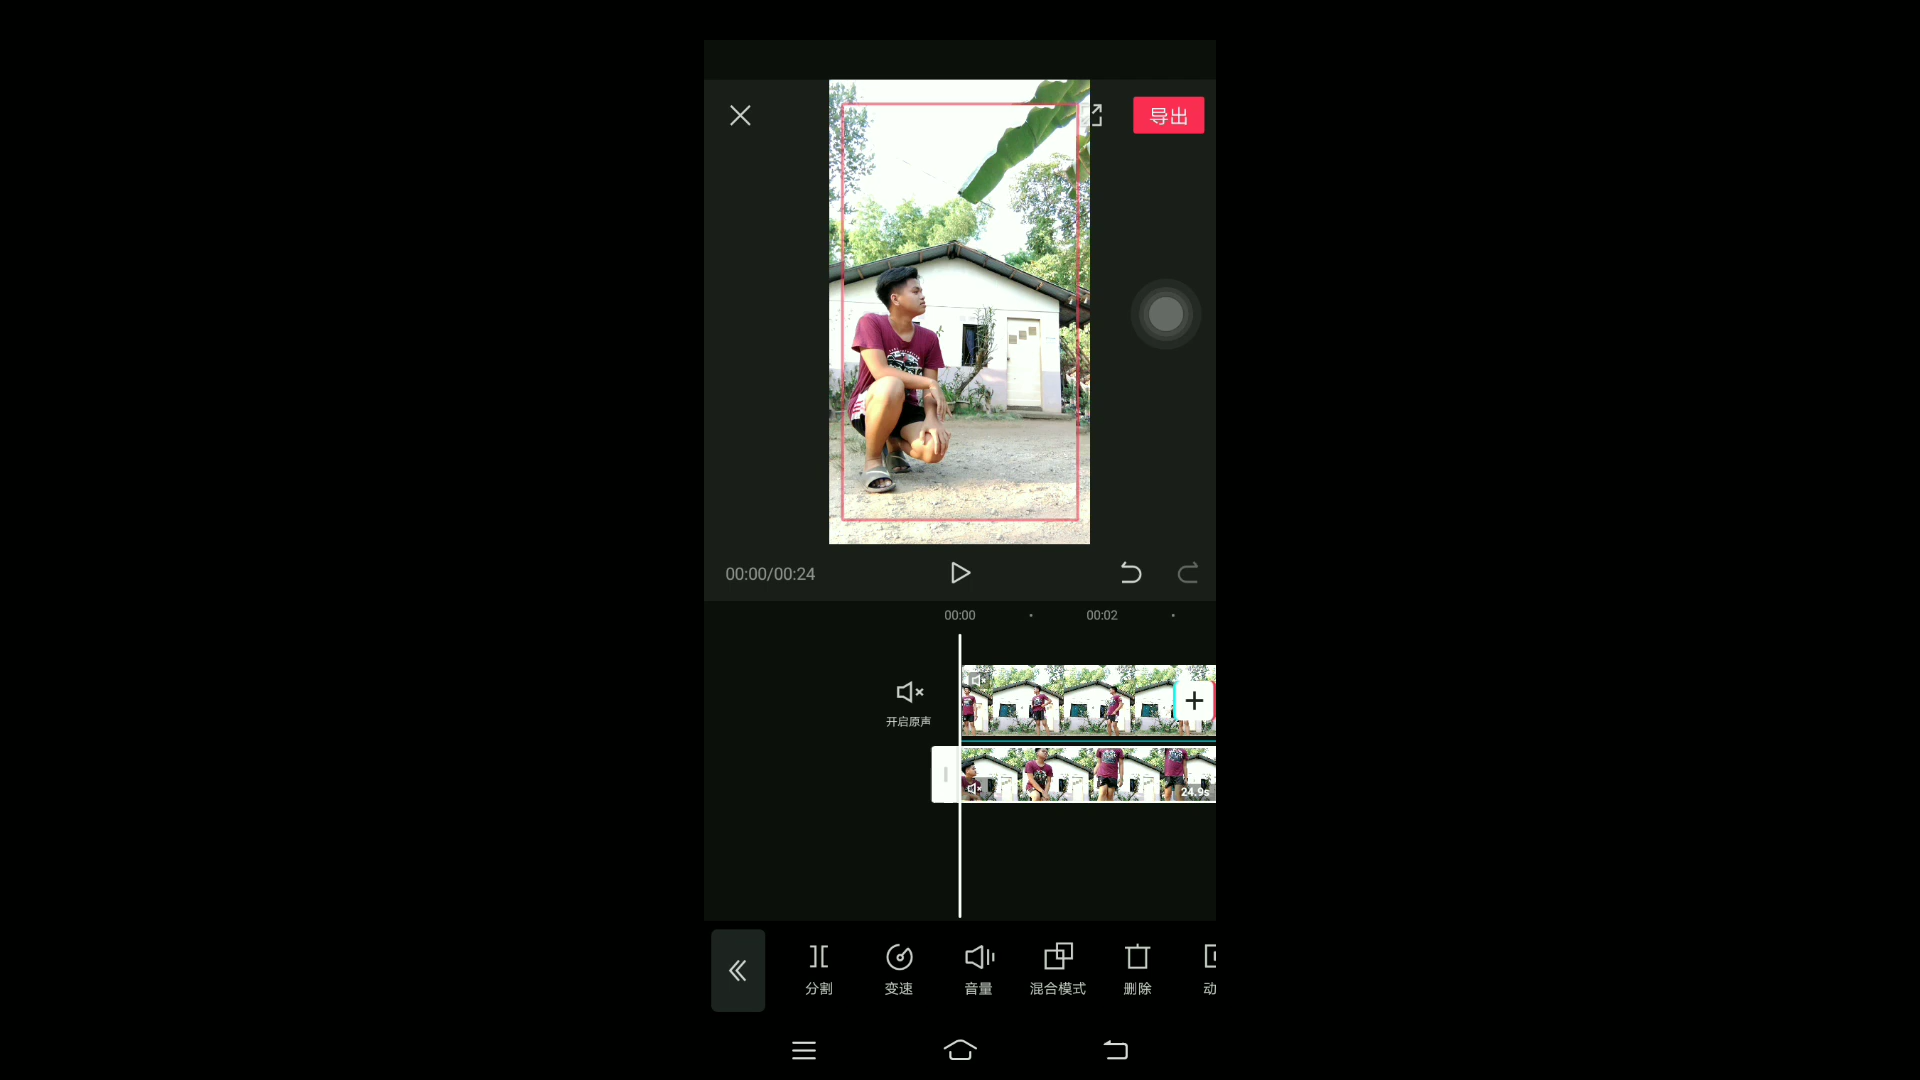 导出
00:00/00:24
00:00
00:02
开启原声
24.9s
分割
变速
音量
混合模式
删除
动